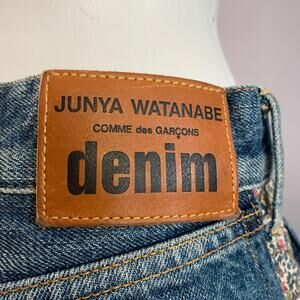 JUNYA WATANABE
COMME des GARÇONS
denim